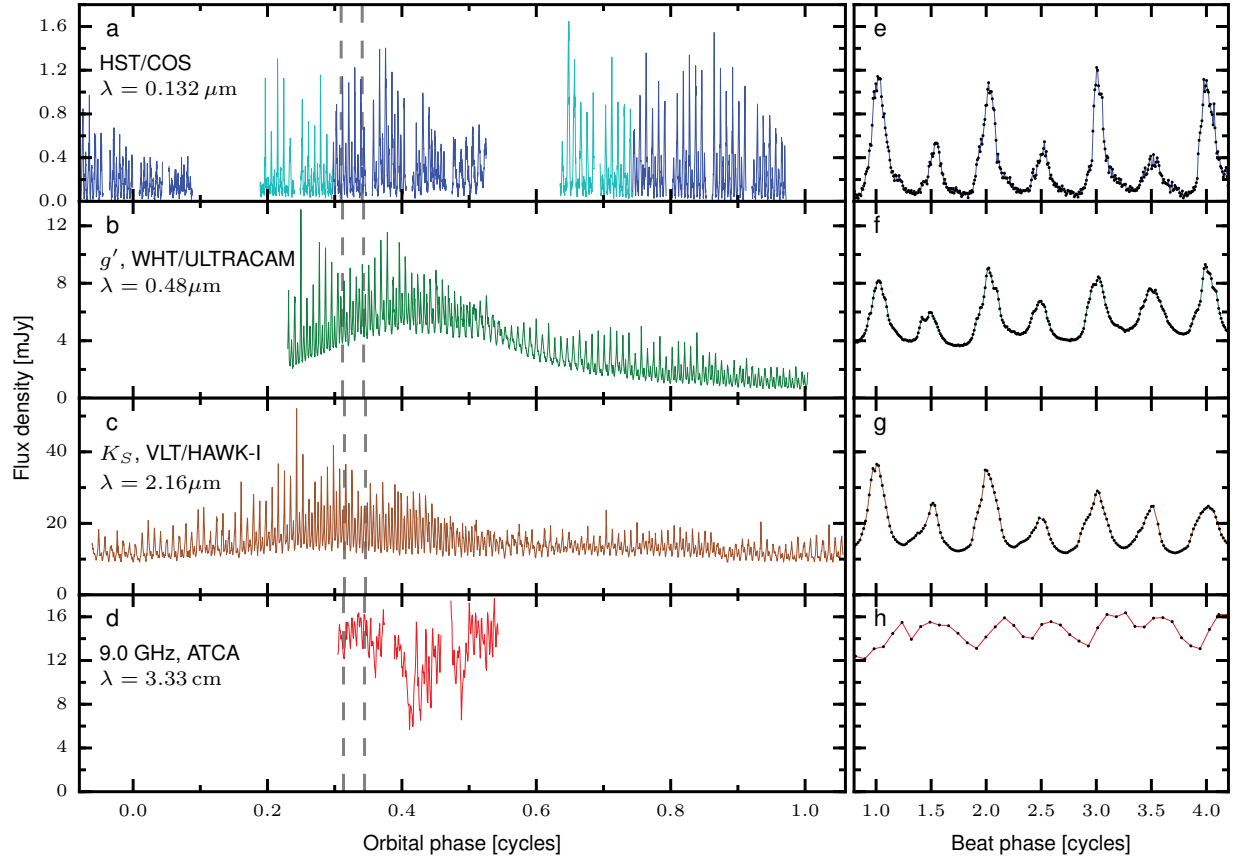 a
HST/COS
λ = 0.132 μm
1.6
1.2
0.8
0.4
0.0
e
b
g′, WHT/ULTRACAM
λ = 0.48μm
12
8
4
0
f
c
K_S, VLT/HAWK-I
λ = 2.16μm
40
20
0
g
d
9.0 GHz, ATCA
λ = 3.33 cm
16
12
8
4
0
h
Flux density [mJy]
0.0 0.2 0.4 0.6 0.8 1.0
Orbital phase [cycles]
1.0 1.5 2.0 2.5 3.0 3.5 4.0
Beat phase [cycles]